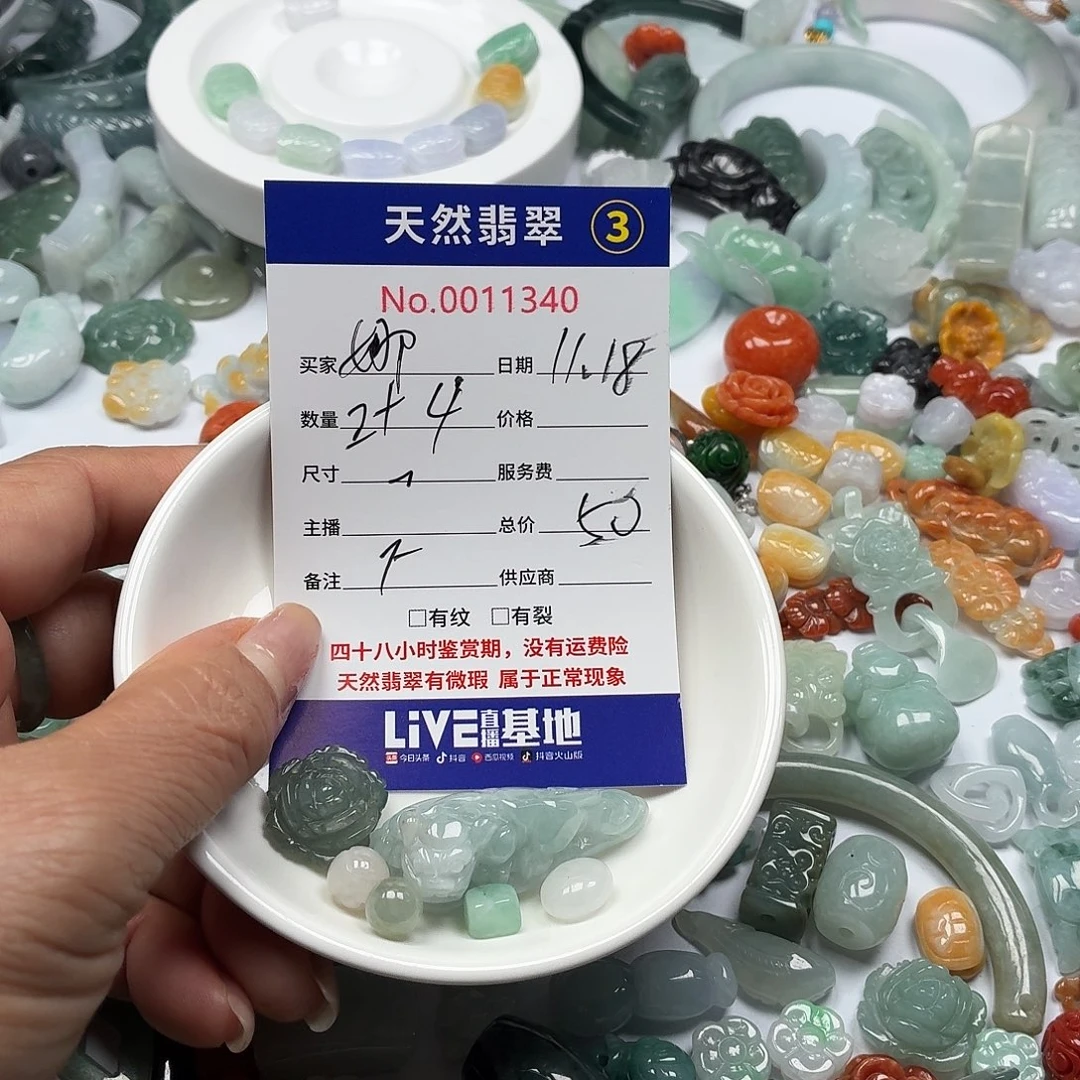 天然翡翠 3
No.0011340
买家 娜 日期 11.18
数量 2+4 价格
尺寸 服务费
主播 总价 50
备注 供应商
□有纹 □有裂
四十八小时鉴赏期，没有运费险
天然翡翠有微瑕 属于正常现象
LiVE直播基地
头条 今日头条 抖音 西瓜视频 抖音火山版